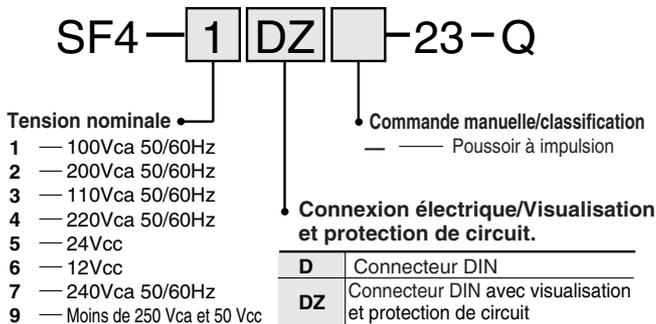 SF4 — 1 DZ — 23 – Q
Tension nominale
1 — 100Vca 50/60Hz
2 — 200Vca 50/60Hz
3 — 110Vca 50/60Hz
4 — 220Vca 50/60Hz
5 — 24Vcc
6 — 12Vcc
7 — 240Vca 50/60Hz
9 — Moins de 250 Vca et 50 Vcc
Commande manuelle/classification
— — Poussoir à impulsion
Connexion électrique/Visualisation
et protection de circuit.
D Connecteur DIN
DZ Connecteur DIN avec visualisation
et protection de circuit